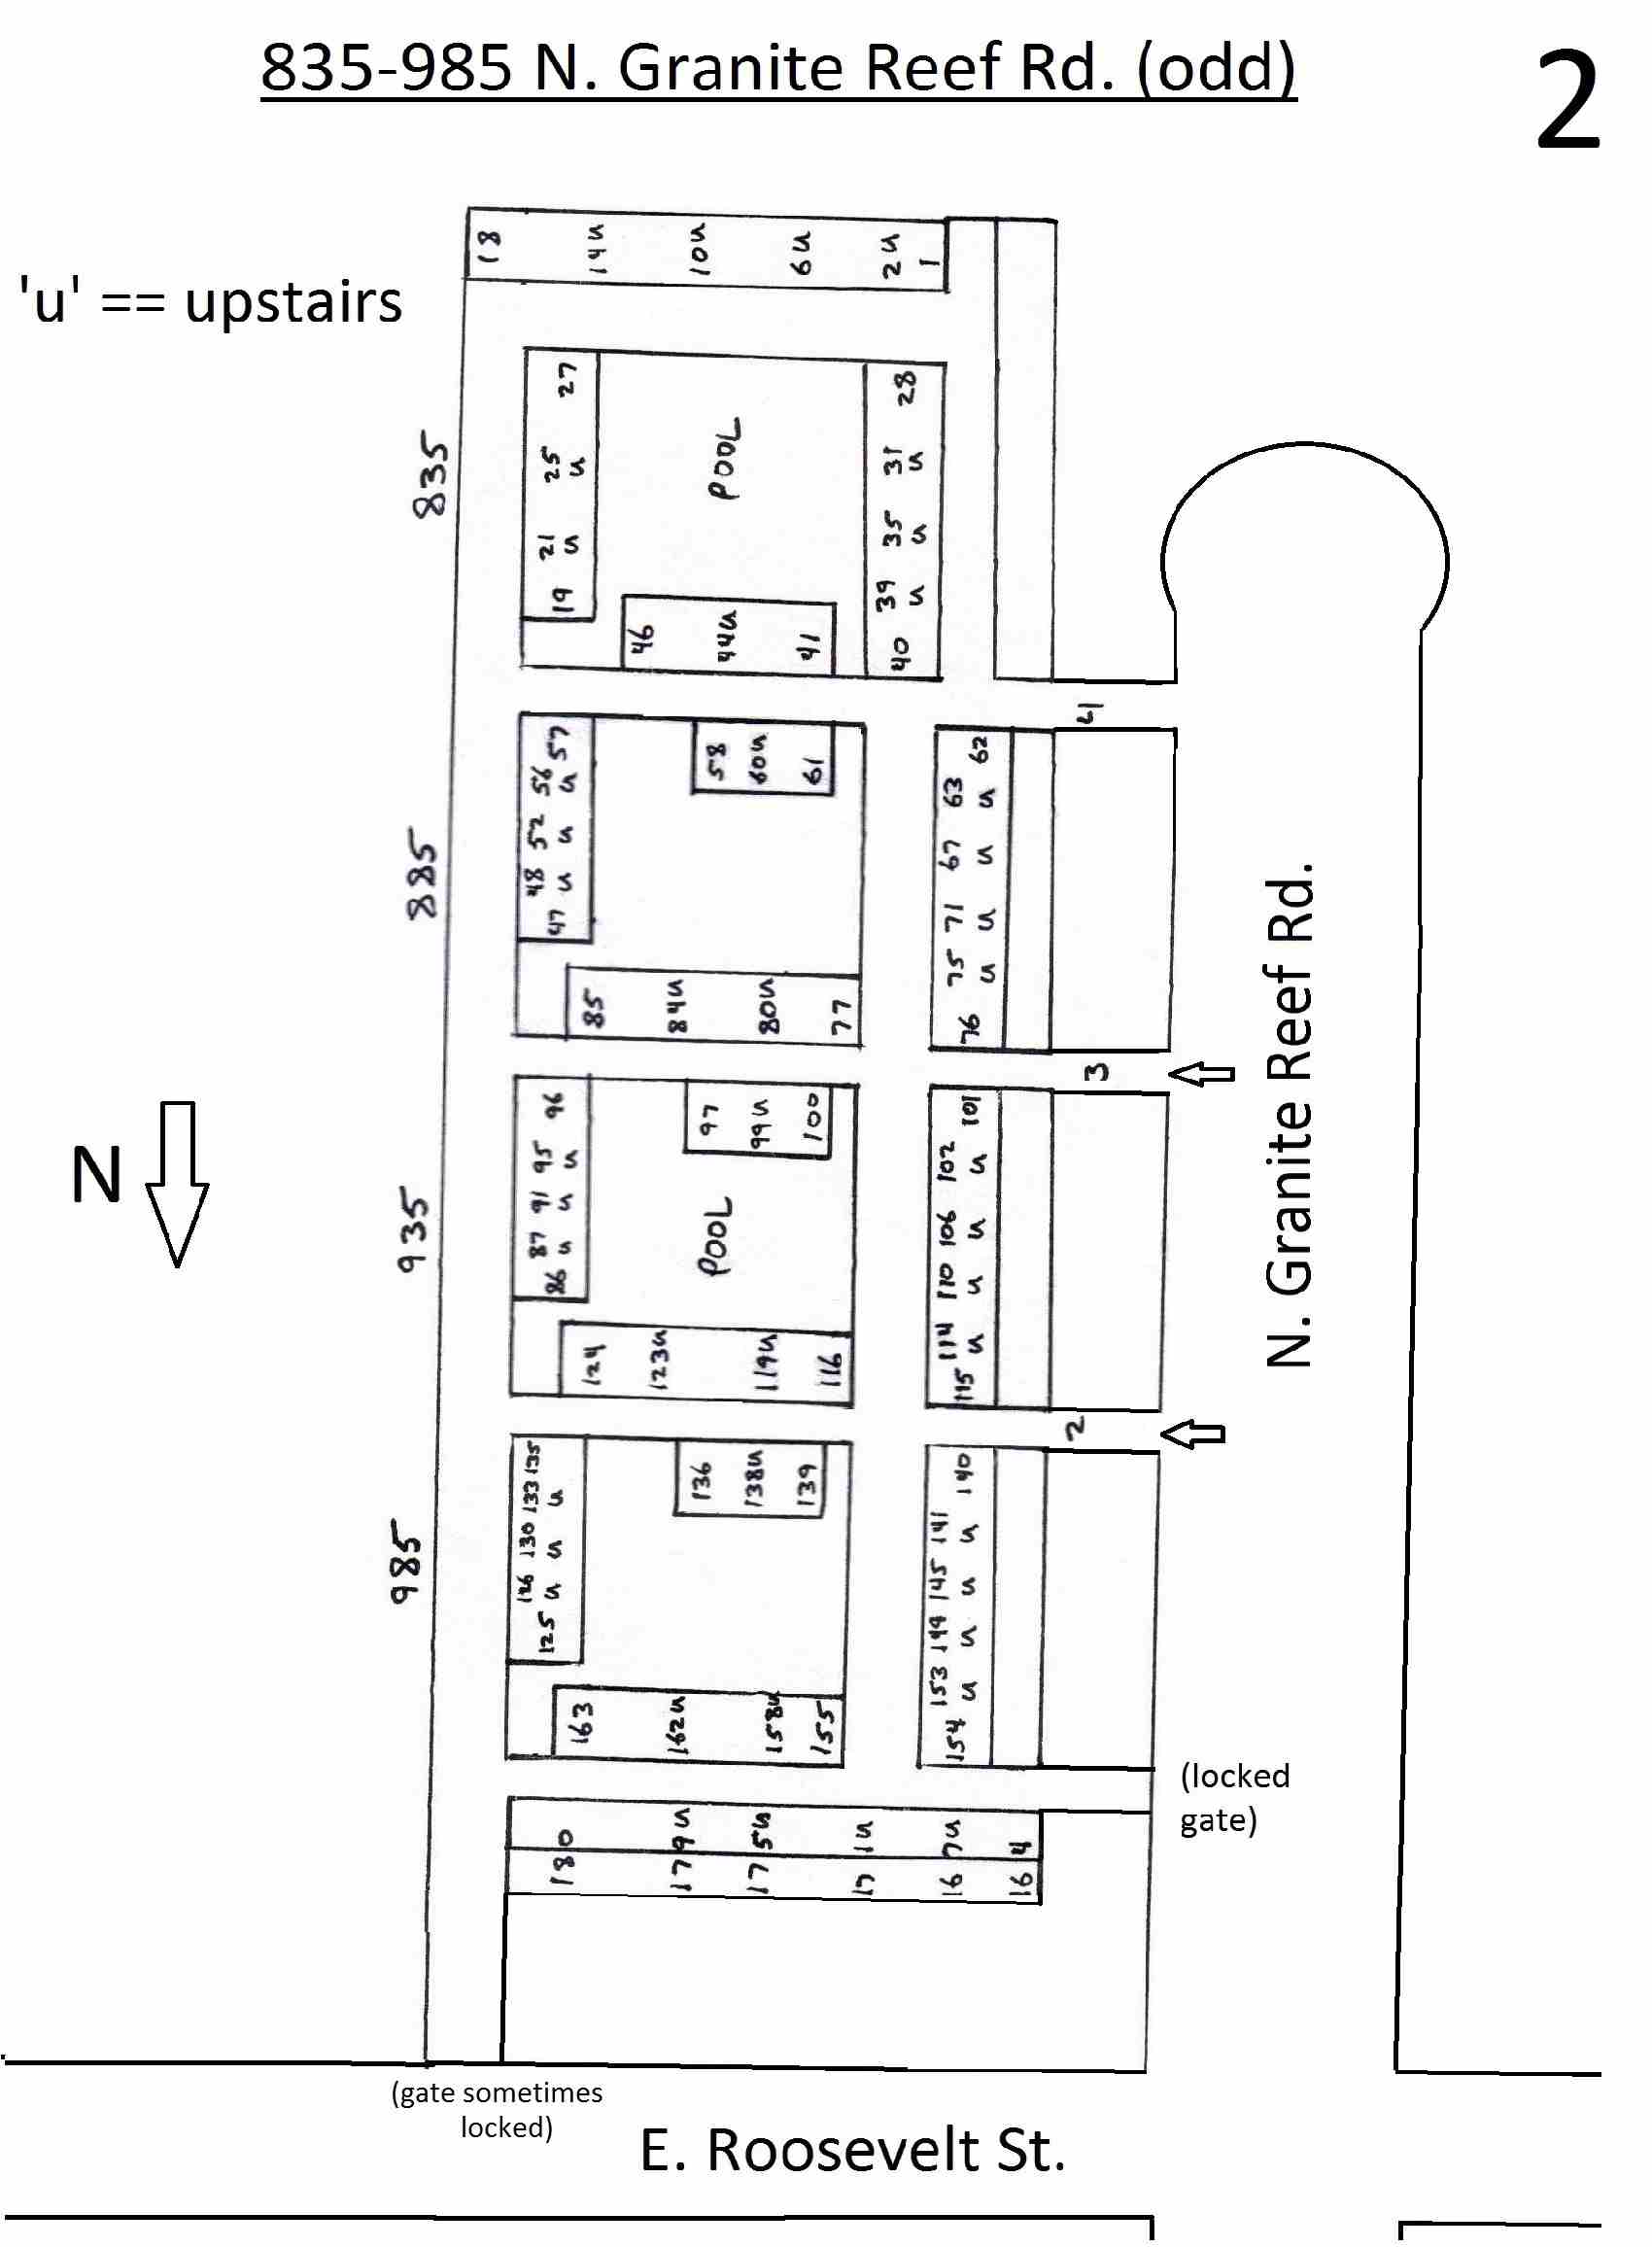 835-985 N. Granite Reef Rd. (odd)
2
'u' == upstairs
18 14u 10u 6u 2u 1
835
27
25 u
21 u
19
POOL
28
31 u
35 u
39 u
40
46 44u 41
4
885
57
56 u
52 u
48 u
47
58 60u 61
62
63 u
67 u
71 u
75 u
76
85 84u 80u 77
3
N. Granite Reef Rd.
N
935
96
95 u
91 u
87 u
86
97 99u 100
POOL
101
102 u
106 u
110 u
114 u
115
124 123u 119u 116
2
985
135
133 u
130 u
126 u
125
136 138u 139
140
141 u
145 u
149 u
153 u
154
163 162u 158u 155
(locked
gate)
180 179u 175u 171u 167u 164
(gate sometimes
locked)
E. Roosevelt St.